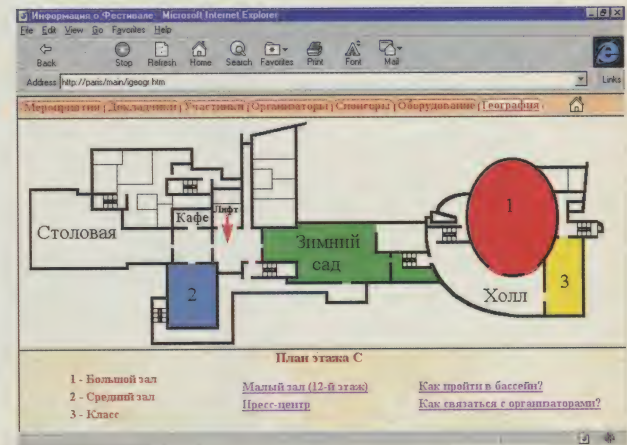 Информация о Фестивале - Microsoft Internet Explorer
File Edit View Go Favorites Help
Back Stop Refresh Home Search Favorites Print Font Mail
Address http://paris/main/igeogr.htm Links
Мероприятия | Докладчики | Участники | Организаторы | Спонсоры | Оборудование | География
Столовая
Кафе
Лифт
Зимний
сад
1
2
3
Холл
План этажа С
1 - Большой зал
2 - Средний зал
3 - Класс
Малый зал (12-й этаж)
Пресс-центр
Как пройти в бассейн?
Как связаться с организаторами?